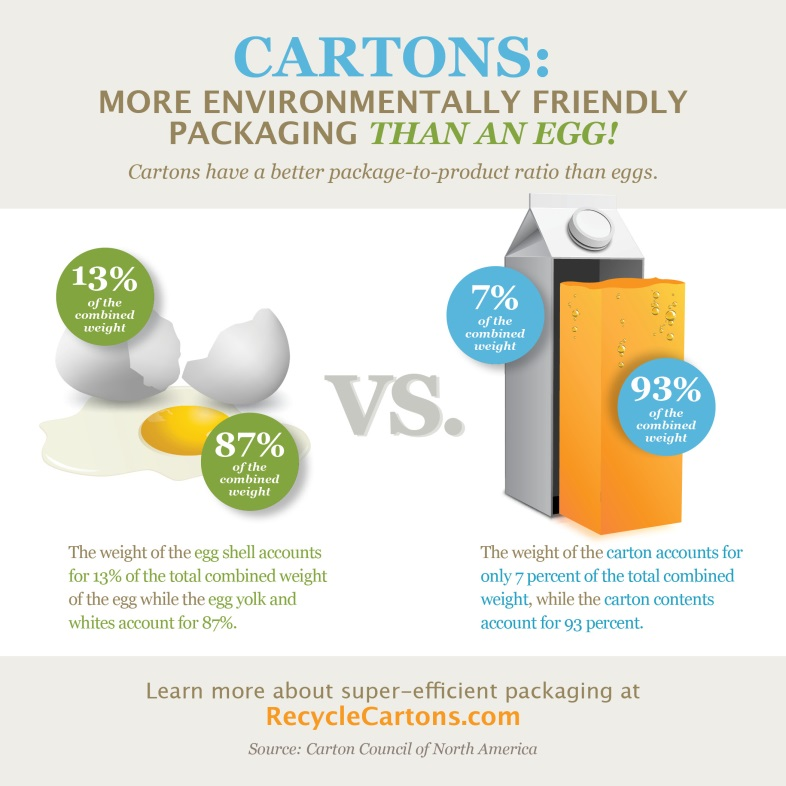 CARTONS:
MORE ENVIRONMENTALLY FRIENDLY
PACKAGING THAN AN EGG!
Cartons have a better package-to-product ratio than eggs.
13%
of the
combined
weight
87%
of the
combined
weight
VS.
7%
of the
combined
weight
93%
of the
combined
weight
The weight of the egg shell accounts
for 13% of the total combined weight
of the egg while the egg yolk and
whites account for 87%.
The weight of the carton accounts for
only 7 percent of the total combined
weight, while the carton contents
account for 93 percent.
Learn more about super-efficient packaging at
RecycleCartons.com
Source: Carton Council of North America